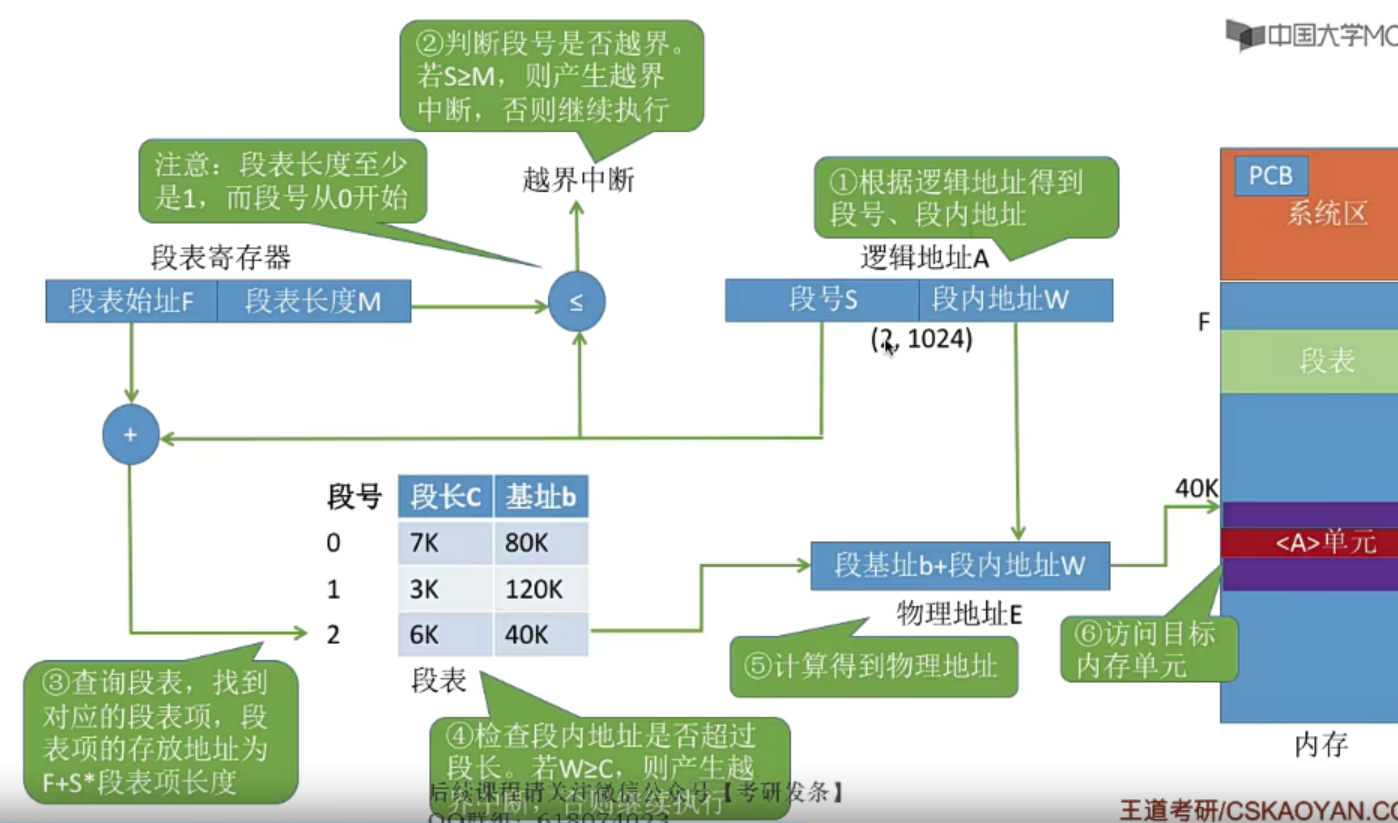 中国大学MO
②判断段号是否越界。
若S≥M，则产生越界
中断，否则继续执行
注意：段表长度至少
是1，而段号从0开始
越界中断
①根据逻辑地址得到
段号、段内地址
PCB
系统区
段表寄存器
逻辑地址A
段表始址F
段表长度M
≤
段号S
段内地址W
(2, 1024)
F
段表
+
段号
段长C
基址b
0
7K
80K
1
3K
120K
2
6K
40K
段表
40K
<A>单元
段基址b+段内地址W
物理地址E
⑤计算得到物理地址
⑥访问目标
内存单元
③查询段表，找到
对应的段表项，段
表项的存放地址为
F+S*段表项长度
④检查段内地址是否超过
段长。若W≥C，则产生越
界中断，否则继续执行
后续课程请关注微信公众号【考研发条】
内存
王道考研/CSKAOYAN.CO